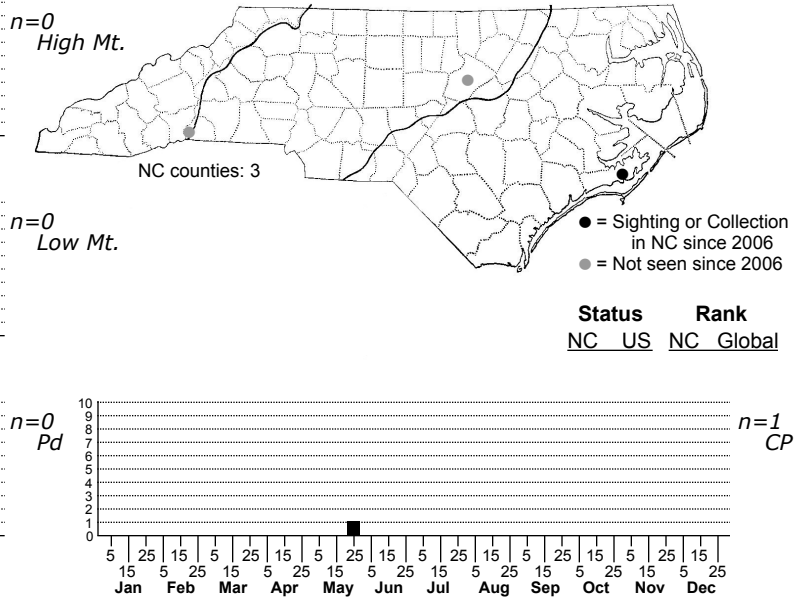 n=0
High Mt.
NC counties: 3
n=0
Low Mt.
● = Sighting or Collection
in NC since 2006
● = Not seen since 2006
Status Rank
NC US NC Global
n=0
Pd
10
9
8
7
6
5
4
3
2
1
0
n=1
CP
5 25 15 5 25 15 5 25 15 5 25 15 5 25 15 5 25 15
15 5 25 15 5 25 15 5 25 15 5 25 15 5 25 15 5 25
Jan Feb Mar Apr May Jun Jul Aug Sep Oct Nov Dec